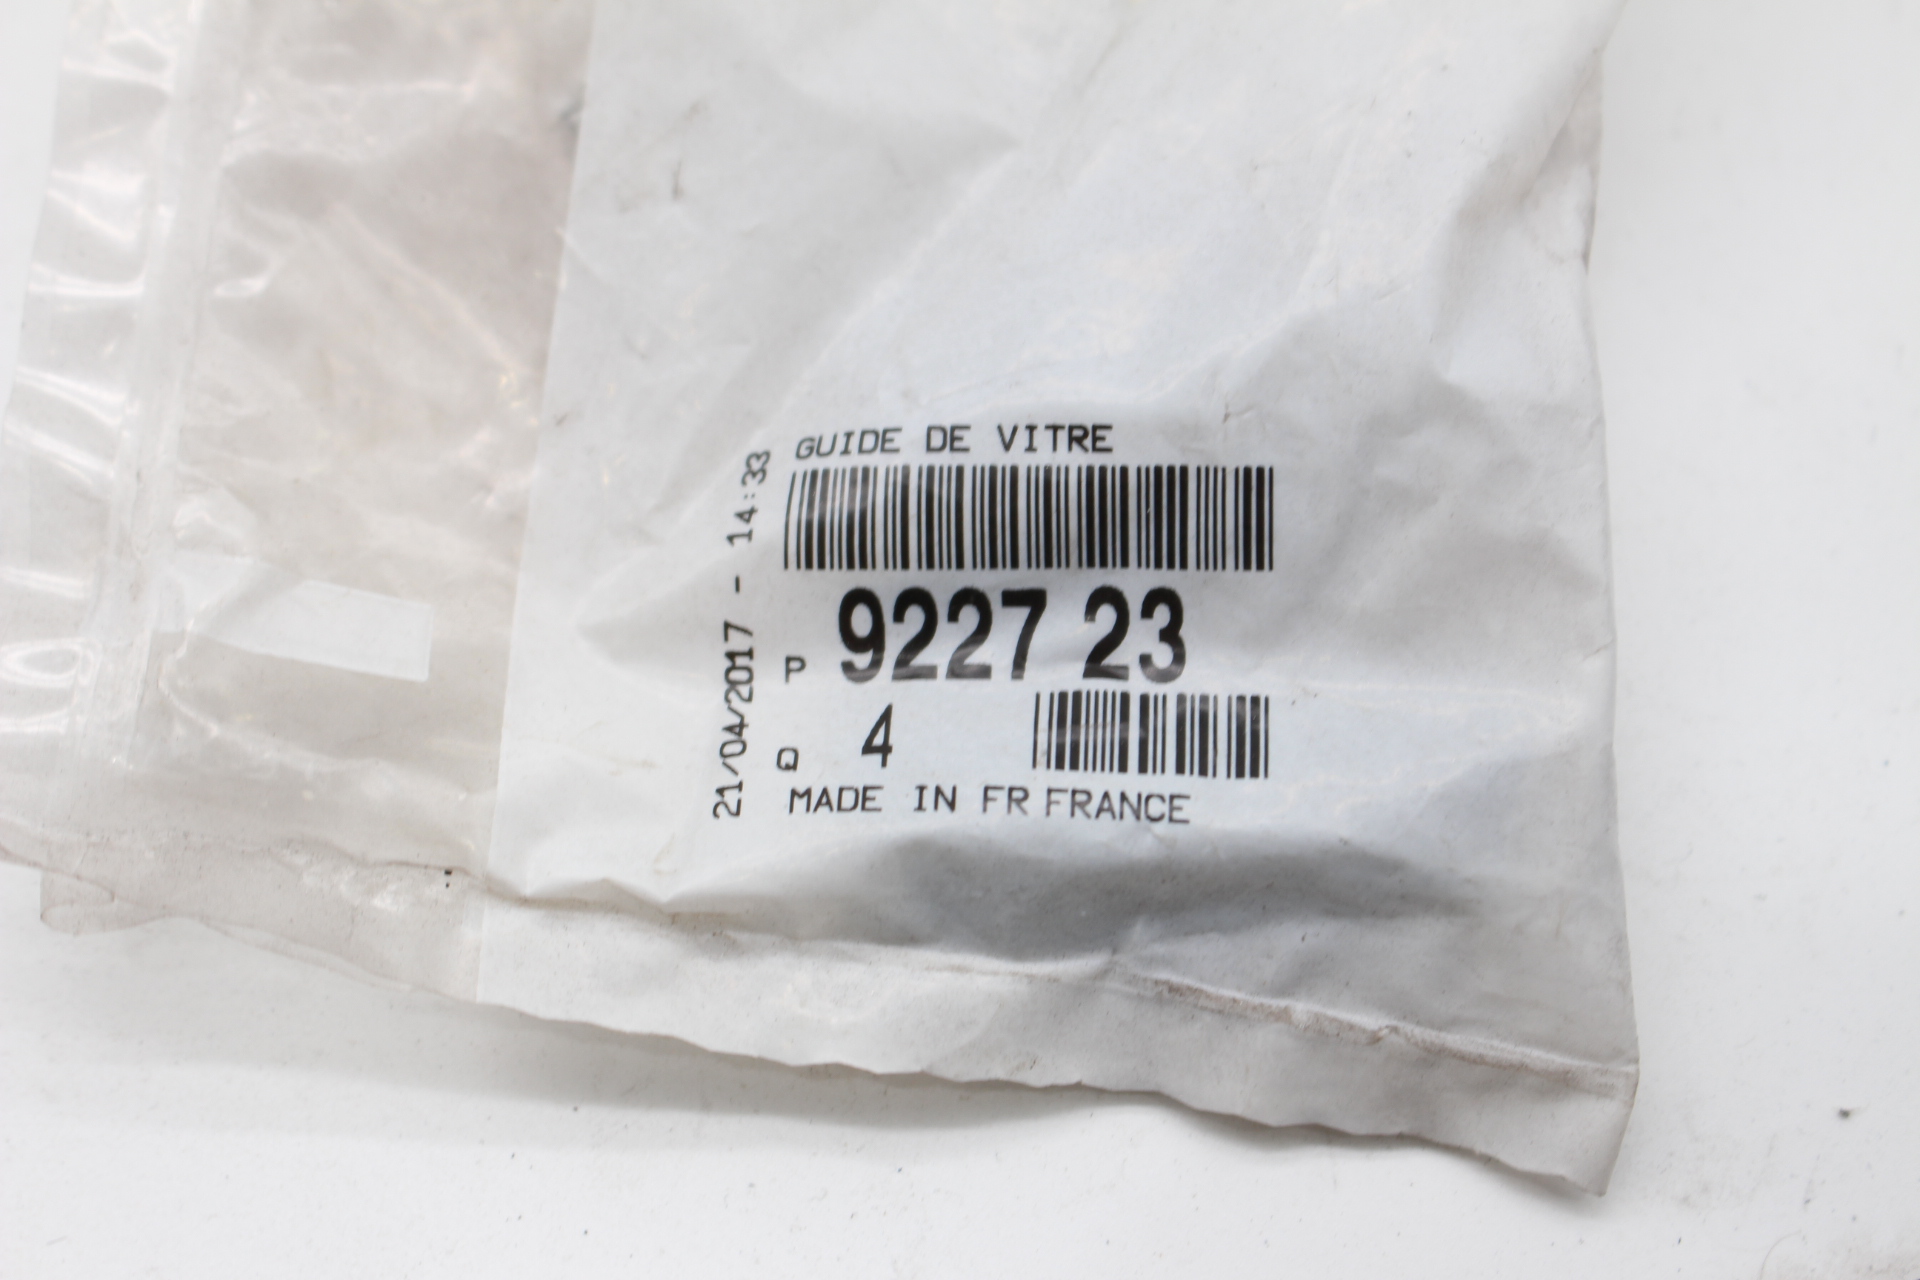 GUIDE DE VITRE
P 9227 23
Q 4
MADE IN FR FRANCE
21/04/2017 - 14:33